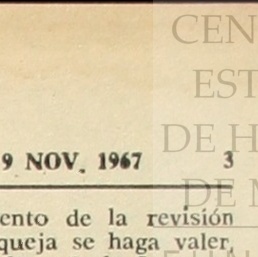 CEN
EST
9 NOV. 1967 3
DE H
DE M
ento de la revisión
queja se haga valer,